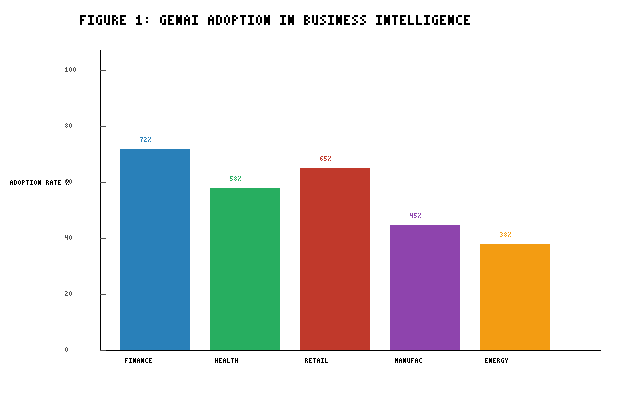 FIGURE 1: GENAI ADOPTION IN BUSINESS INTELLIGENCE
100
80
ADOPTION RATE
40
20
0
72%
58%
65%
45%
38%
FINANCE
HEALTH
RETAIL
MANUFAC
ENERGY